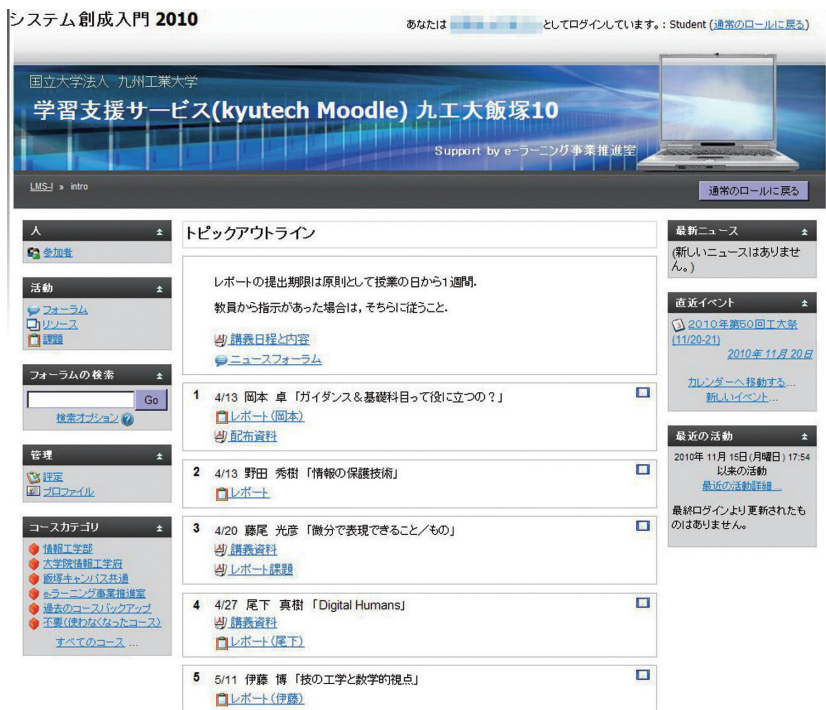 システム創成入門 2010
あなたは としてログインしています。: Student (通常のロールに戻る)
国立大学法人 九州工業大学
学習支援サービス(kyutech Moodle) 九工大飯塚10
Support by e-ラーニング事業推進室
LMS-I » intro
通常のロールに戻る
人
参加者
活動
フォーラム
リソース
課題
フォーラムの検索
Go
検索オプション
管理
評定
プロファイル
コースカテゴリ
情報工学部
大学院情報工学府
飯塚キャンパス共通
e-ラーニング事業推進室
過去のコースバックアップ
不要(使わなくなったコース)
すべてのコース ...
トピックアウトライン
レポートの提出期限は原則として授業の日から1週間.
教員から指示があった場合は, そちらに従うこと.
講義日程と内容
ニュースフォーラム
1 4/13 岡本 卓 「ガイダンス&基礎科目って役に立つの?」
レポート(岡本)
配布資料
2 4/13 野田 秀樹 「情報の保護技術」
レポート
3 4/20 藤尾 光彦 「微分で表現できること/もの」
講義資料
レポート課題
4 4/27 尾下 真樹 「Digital Humans」
講義資料
レポート(尾下)
5 5/11 伊藤 博 「技の工学と数学的視点」
レポート(伊藤)
最新ニュース
(新しいニュースはありませ
ん。)
直近イベント
2010年第50回工大祭
(11/20-21)
2010年 11月 20日
カレンダーへ移動する...
新しいイベント...
最近の活動
2010年 11月 15日(月曜日) 17:54
以来の活動
最近の活動詳細 ...
最終ログインより更新されたも
のはありません。